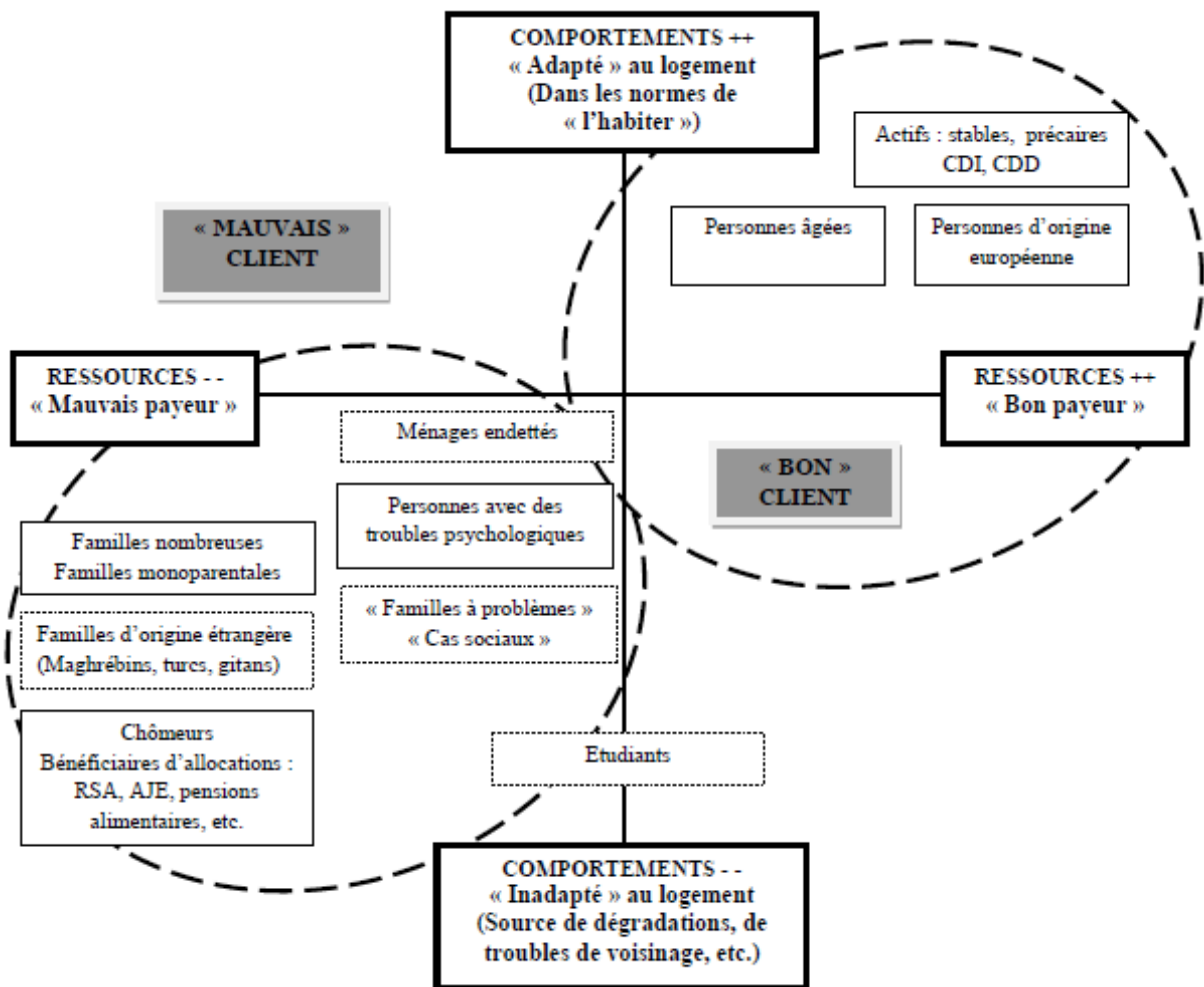 COMPORTEMENTS ++
« Adapté » au logement
(Dans les normes de
« l'habiter »)
Actifs : stables, précaires
CDI, CDD
« MAUVAIS »
CLIENT
Personnes âgées
Personnes d'origine
européenne
RESSOURCES - -
« Mauvais payeur »
RESSOURCES ++
« Bon payeur »
Ménages endettés
« BON »
CLIENT
Personnes avec des
troubles psychologiques
Familles nombreuses
Familles monoparentales
« Familles à problèmes »
« Cas sociaux »
Familles d'origine étrangère
(Maghrébins, turcs, gitans)
Chômeurs
Bénéficiaires d'allocations :
RSA, AJE, pensions
alimentaires, etc.
Etudiants
COMPORTEMENTS - -
« Inadapté » au logement
(Source de dégradations, de
troubles de voisinage, etc.)